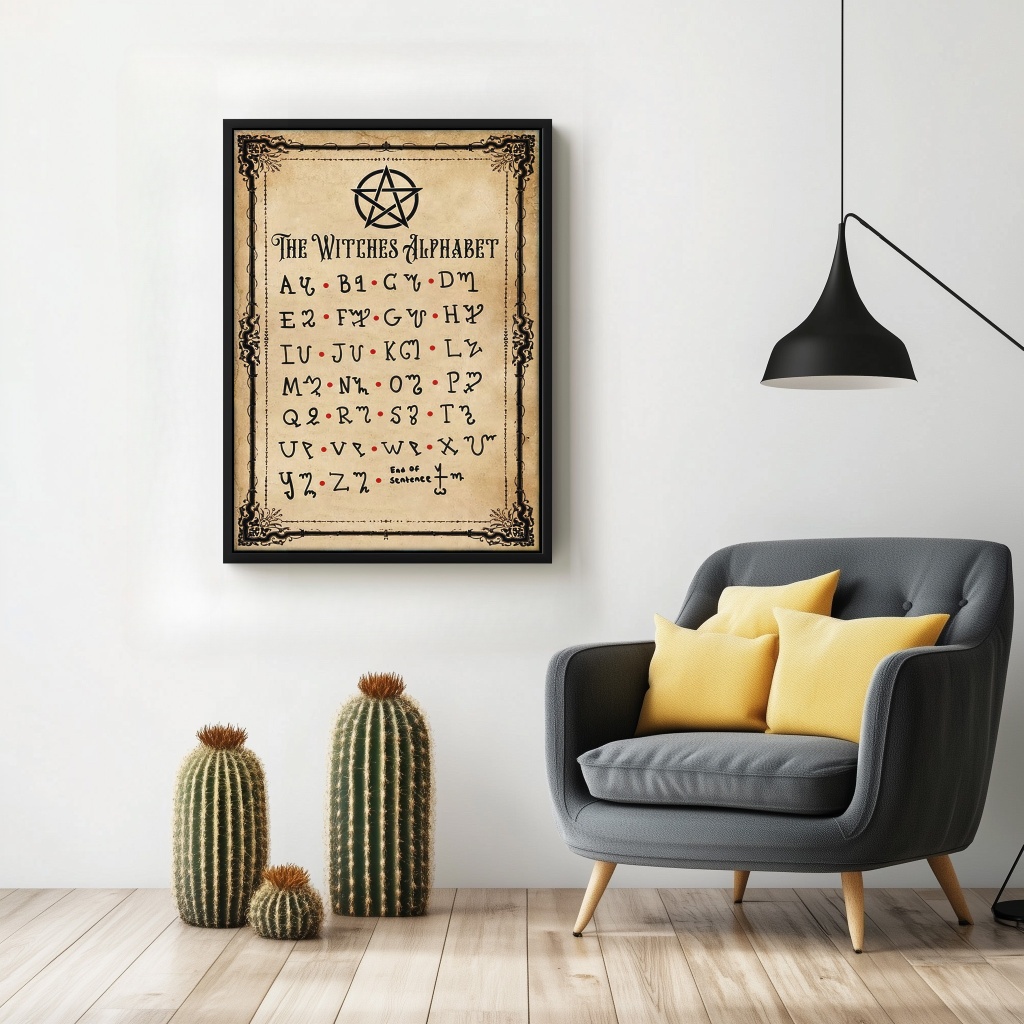 The Witches Alphabet
A • B • C • D
E • F • G • H
I • J • K • L
M • N • O • P
Q • R • S • T
U • V • W • X
Y • Z • End Of Sentence